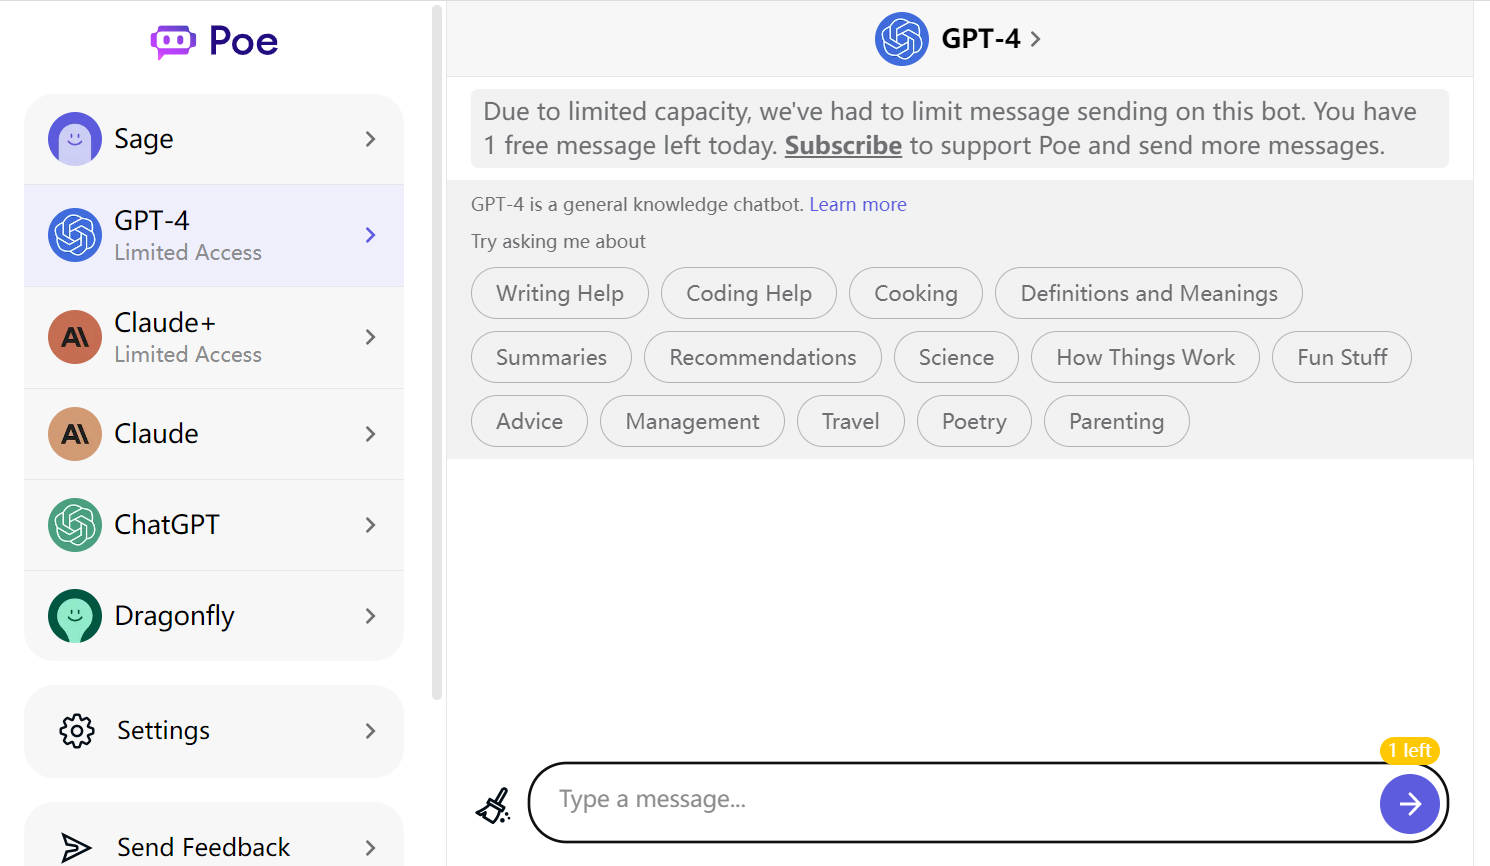 Poe
Sage
GPT-4
Limited Access
Claude+
Limited Access
Claude
ChatGPT
Dragonfly
Settings
Send Feedback
GPT-4
Due to limited capacity, we've had to limit message sending on this bot. You have
1 free message left today. Subscribe to support Poe and send more messages.
GPT-4 is a general knowledge chatbot. Learn more
Try asking me about
Writing Help Coding Help Cooking Definitions and Meanings
Summaries Recommendations Science How Things Work Fun Stuff
Advice Management Travel Poetry Parenting
1 left
Type a message...